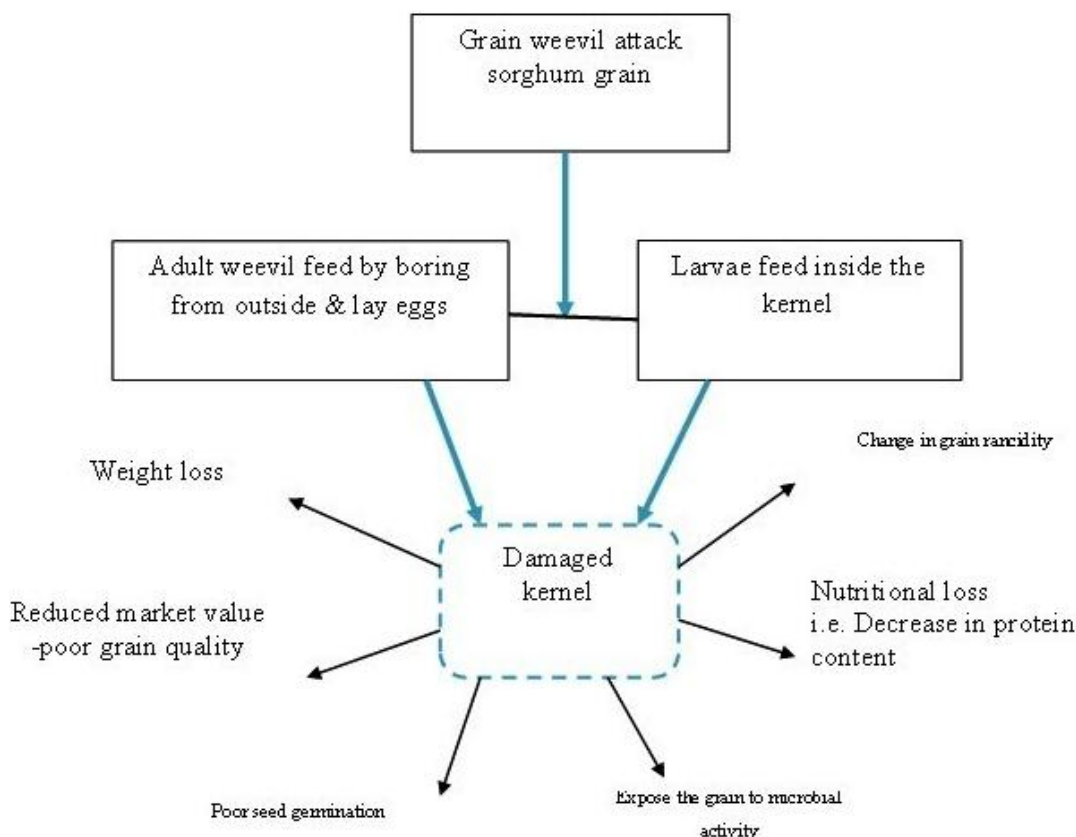 Grain weevil attack
sorghum grain
Adult weevil feed by boring
from outside & lay eggs
Larvae feed inside the
kernel
Change in grain rancidity
Weight loss
Damaged
kernel
Nutritional loss
i.e. Decrease in protein
content
Reduced market value
-poor grain quality
Poor seed germination
Expose the grain to microbial
activity